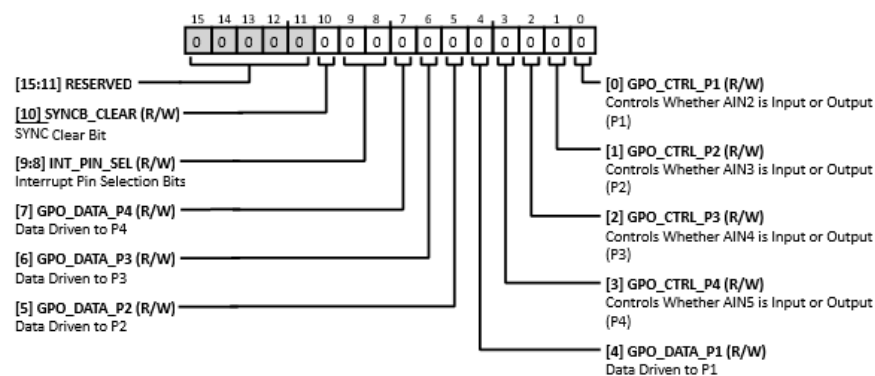 15 14 13 12 11 10 9 8 7 6 5 4 3 2 1 0
0 0 0 0 0 0 0 0 0 0 0 0 0 0 0 0
[15:11] RESERVED
[10] SYNCB_CLEAR (R/W)
SYNC Clear Bit
[9:8] INT_PIN_SEL (R/W)
Interrupt Pin Selection Bits
[7] GPO_DATA_P4 (R/W)
Data Driven to P4
[6] GPO_DATA_P3 (R/W)
Data Driven to P3
[5] GPO_DATA_P2 (R/W)
Data Driven to P2
[0] GPO_CTRL_P1 (R/W)
Controls Whether AIN2 is Input or Output
(P1)
[1] GPO_CTRL_P2 (R/W)
Controls Whether AIN3 is Input or Output
(P2)
[2] GPO_CTRL_P3 (R/W)
Controls Whether AIN4 is Input or Output
(P3)
[3] GPO_CTRL_P4 (R/W)
Controls Whether AIN5 is Input or Output
(P4)
[4] GPO_DATA_P1 (R/W)
Data Driven to P1